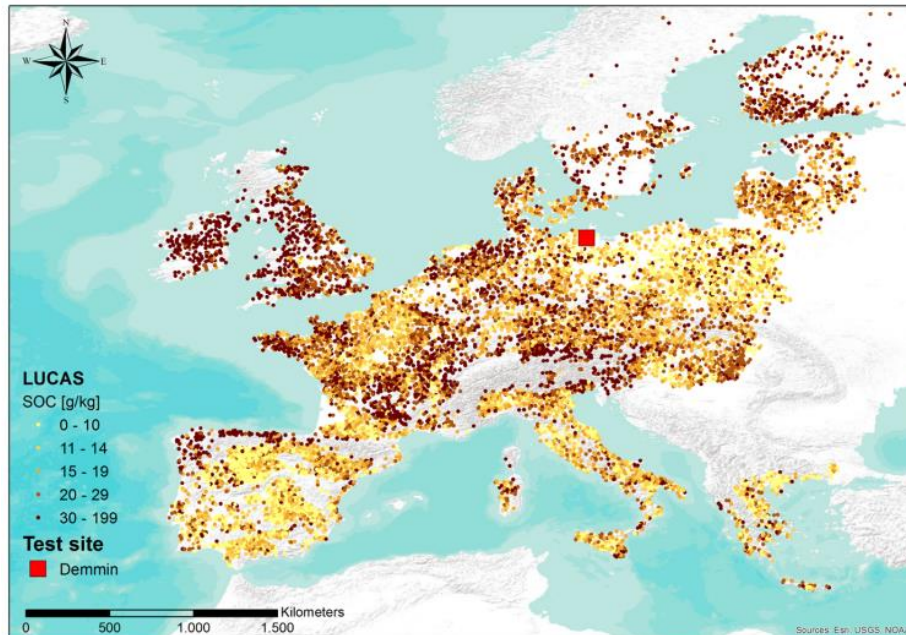 N
W E
S
LUCAS
SOC [g/kg]
0 - 10
11 - 14
15 - 19
20 - 29
30 - 199
Test site
Demmin
Kilometers
0 500 1.000 1.500
Sources: Esri, USGS, NOAA